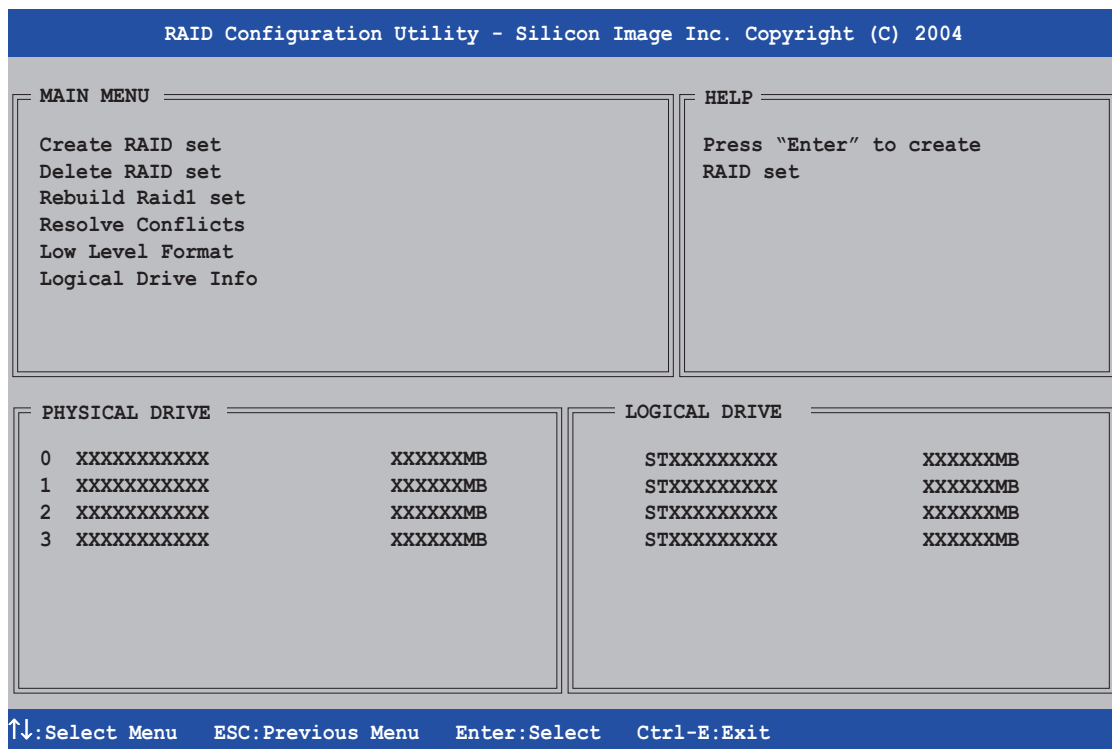 RAID Configuration Utility - Silicon Image Inc. Copyright (C) 2004
MAIN MENU
Create RAID set
Delete RAID set
Rebuild Raid1 set
Resolve Conflicts
Low Level Format
Logical Drive Info
HELP
Press “Enter” to create
RAID set
PHYSICAL DRIVE
0 XXXXXXXXXXX XXXXXXMB
1 XXXXXXXXXXX XXXXXXMB
2 XXXXXXXXXXX XXXXXXMB
3 XXXXXXXXXXX XXXXXXMB
LOGICAL DRIVE
STXXXXXXXXX XXXXXXMB
STXXXXXXXXX XXXXXXMB
STXXXXXXXXX XXXXXXMB
STXXXXXXXXX XXXXXXMB
↑↓:Select Menu ESC:Previous Menu Enter:Select Ctrl-E:Exit